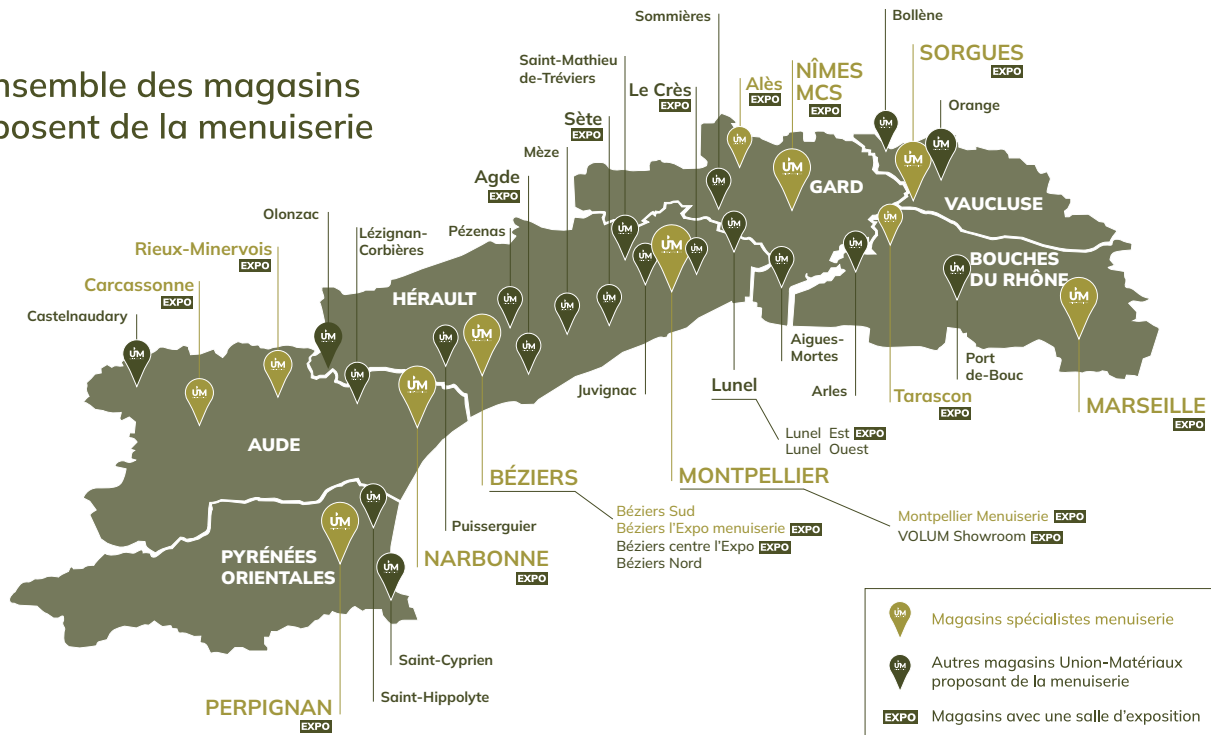 nsemble des magasins
posent de la menuiserie
Sommières
Bollène
Saint-Mathieu
de-Tréviers
Le Crès
EXPO
Alès
EXPO
NÎMES
MCS
EXPO
SORGUES
EXPO
Orange
Sète
EXPO
Mèze
Agde
EXPO
Pézenas
Olonzac
Lézignan-
Corbières
Rieux-Minervois
EXPO
Carcassonne
EXPO
Castelnaudary
GARD
VAUCLUSE
BOUCHES
DU RHÔNE
HÉRAULT
AUDE
PYRÉNÉES
ORIENTALES
Juvignac
Lunel
Lunel Est EXPO
Lunel Ouest
Aigues-
Mortes
Arles
Tarascon
EXPO
Port
de-Bouc
MARSEILLE
EXPO
BÉZIERS
Béziers Sud
Béziers l'Expo menuiserie EXPO
Béziers centre l'Expo EXPO
Béziers Nord
MONTPELLIER
Montpellier Menuiserie EXPO
VOLUM Showroom EXPO
Puisserguier
NARBONNE
EXPO
Saint-Cyprien
Saint-Hippolyte
PERPIGNAN
EXPO
UM Magasins spécialistes menuiserie
UM Autres magasins Union-Matériaux
proposant de la menuiserie
EXPO Magasins avec une salle d'exposition